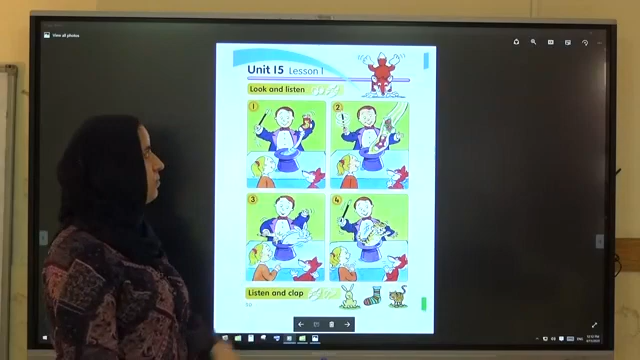 View all photos
Unit 15 Lesson 1
Look and listen
1
2
3
4
Listen and clap